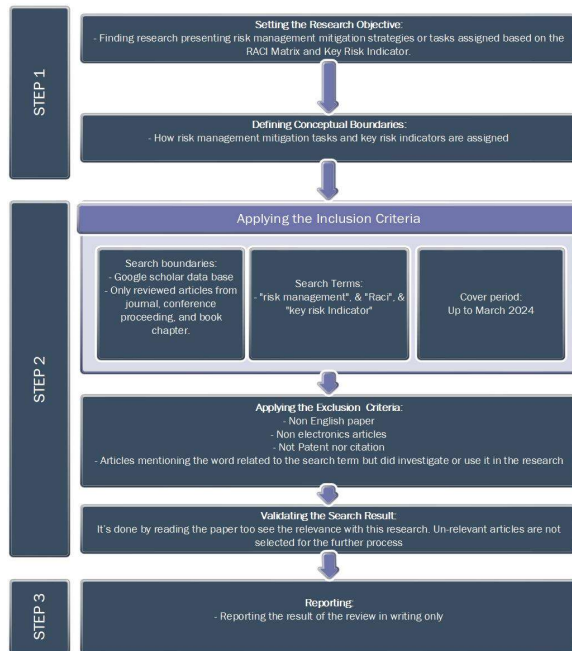 STEP 1
Setting the Research Objective:
- Finding research presenting risk management mitigation strategies or tasks assigned based on the
RACI Matrix and Key Risk Indicator.
Defining Conceptual Boundaries:
- How risk management mitigation tasks and key risk indicators are assigned
STEP 2
Applying the Inclusion Criteria
Search boundaries:
- Google scholar data base
- Only reviewed articles from
journal, conference
proceeding, and book
chapter.
Search Terms:
- "risk management", & "Raci", &
"key risk Indicator"
Cover period:
Up to March 2024
Applying the Exclusion Criteria:
- Non English paper
- Non electronics articles
- Not Patent nor citation
- Articles mentioning the word related to the search term but did investigate or use it in the research
Validating the Search Result:
It's done by reading the paper too see the relevance with this research. Un-relevant articles are not
selected for the further process
STEP 3
Reporting:
- Reporting the result of the review in writing only